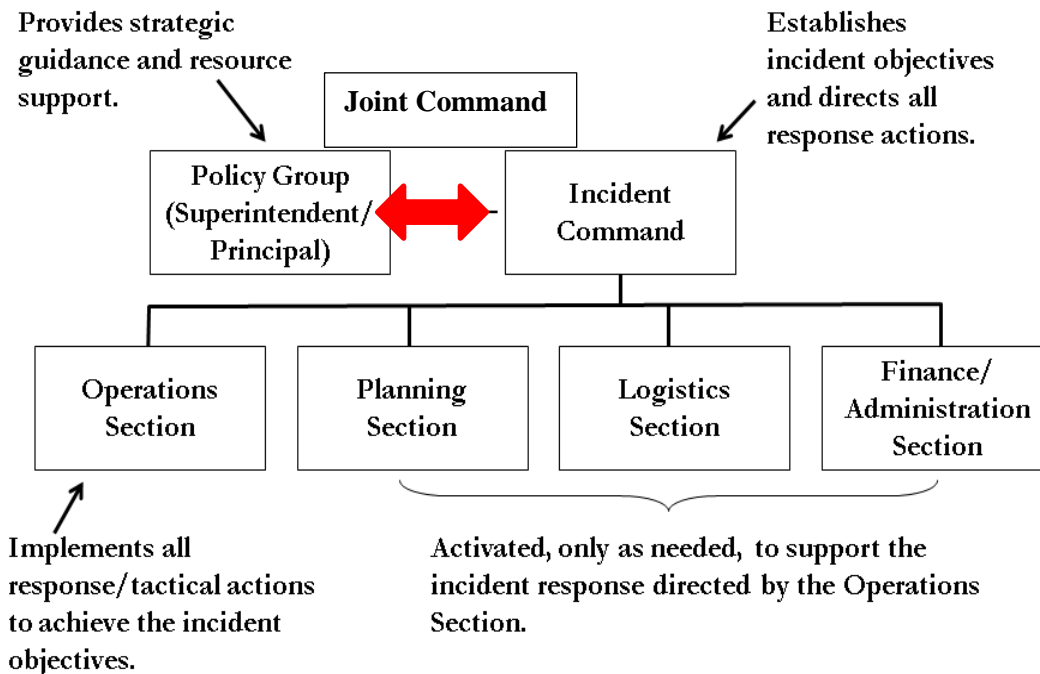 Provides strategic
guidance and resource
support.
Establishes
incident objectives
and directs all
response actions.
Joint Command
Policy Group
(Superintendent/
Principal)
Incident
Command
Operations
Section
Planning
Section
Logistics
Section
Finance/
Administration
Section
Implements all
response/tactical actions
to achieve the incident
objectives.
Activated, only as needed, to support the
incident response directed by the Operations
Section.